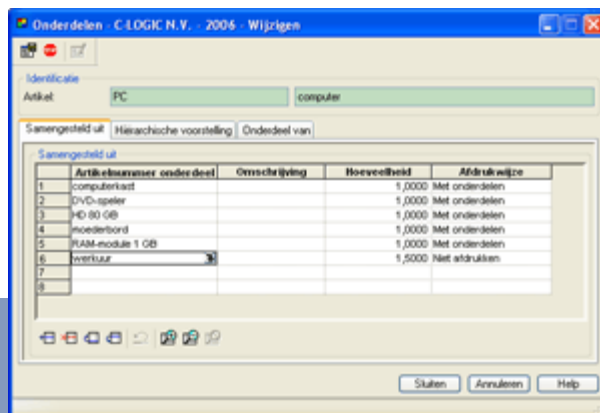 Onderdelen - C-LOGIC N.V. - 2006 - Wijzigen
Identificatie
Artikel: PC computer
Samengesteld uit Hiërarchische voorstelling Onderdeel van
Samengesteld uit
Artikelnummer onderdeel Omschrijving Hoeveelheid Afdrukwijze
1 computerkast 1,0000 Met onderdelen
2 DVD-speler 1,0000 Met onderdelen
3 HD 80 GB 1,0000 Met onderdelen
4 moederbord 1,0000 Met onderdelen
5 RAM-module 1 GB 1,0000 Met onderdelen
6 werkuur 1,5000 Niet afdrukken
7
8
Sluiten Annuleren Help